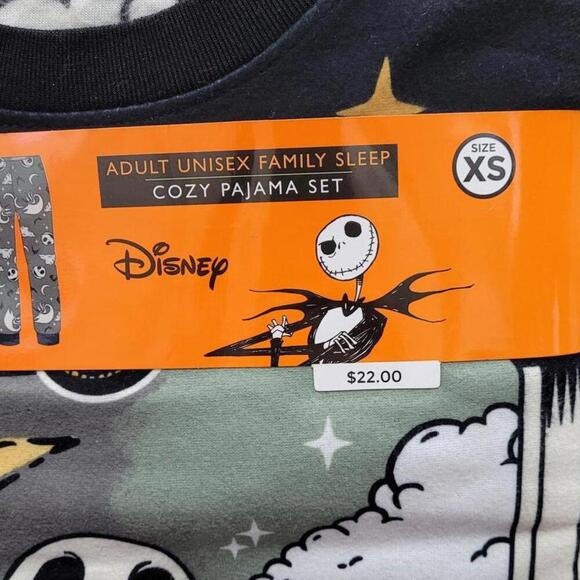 ADULT UNISEX FAMILY SLEEP
COZY PAJAMA SET
SIZE
XS
Disney
$22.00